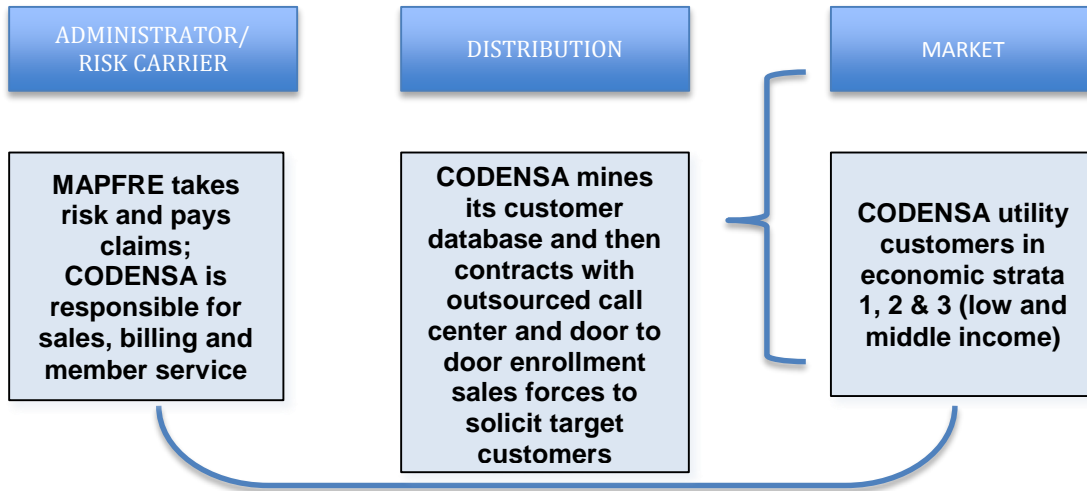 ADMINISTRATOR/
RISK CARRIER
DISTRIBUTION
MARKET
MAPFRE takes
risk and pays
claims;
CODENSA is
responsible for
sales, billing and
member service
CODENSA mines
its customer
database and then
contracts with
outsourced call
center and door to
door enrollment
sales forces to
solicit target
customers
CODENSA utility
customers in
economic strata
1, 2 & 3 (low and
middle income)